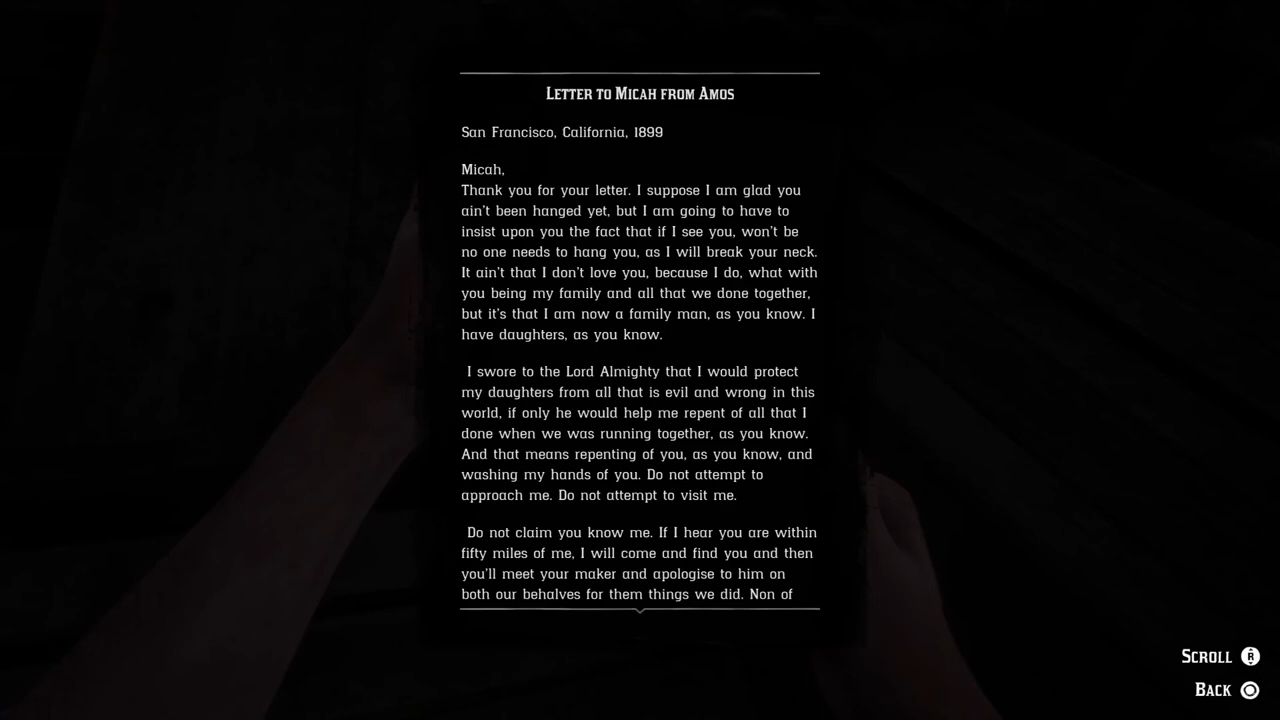 Letter to Micah from Amos
San Francisco, California, 1899
Micah,
Thank you for your letter. I suppose I am glad you
ain't been hanged yet, but I am going to have to
insist upon you the fact that if I see you, won't be
no one needs to hang you, as I will break your neck.
It ain't that I don't love you, because I do, what with
you being my family and all that we done together,
but it's that I am now a family man, as you know. I
have daughters, as you know.
I swore to the Lord Almighty that I would protect
my daughters from all that is evil and wrong in this
world, if only he would help me repent of all that I
done when we was running together, as you know.
And that means repenting of you, as you know, and
washing my hands of you. Do not attempt to
approach me. Do not attempt to visit me.
Do not claim you know me. If I hear you are within
fifty miles of me, I will come and find you and then
you'll meet your maker and apologise to him on
both our behalves for them things we did. Non of
Scroll R
Back